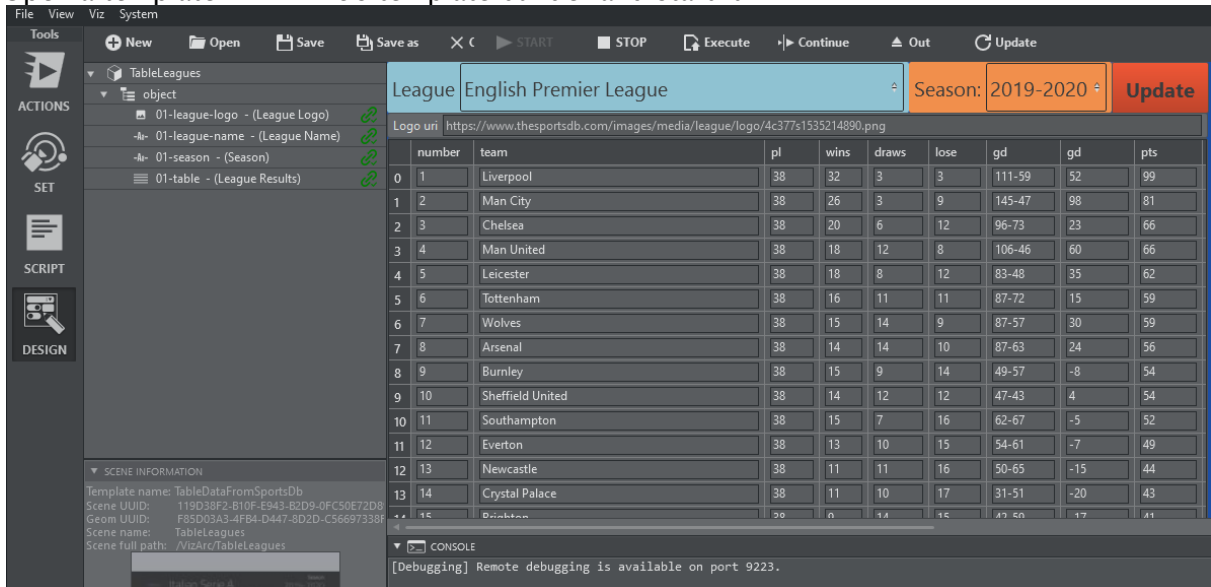 File View Viz System
Tools
New Open Save Save as START STOP Execute Continue Out Update
ACTIONS
SET
SCRIPT
DESIGN
TableLeagues
object
01-league-logo - (League Logo)
01-league-name - (League Name)
01-season - (Season)
01-table - (League Results)
League English Premier League Season: 2019-2020 Update
Logo uri https://www.thesportsdb.com/images/media/league/logo/4c377s1535214890.png
number team pl wins draws lose gd gd pts
0 1 Liverpool 38 32 3 3 111-59 52 99
1 2 Man City 38 26 3 9 145-47 98 81
2 3 Chelsea 38 20 6 12 96-73 23 66
3 4 Man United 38 18 12 8 106-46 60 66
4 5 Leicester 38 18 8 12 83-48 35 62
5 6 Tottenham 38 16 11 11 87-72 15 59
6 7 Wolves 38 15 14 9 87-57 30 59
7 8 Arsenal 38 14 14 10 87-63 24 56
8 9 Burnley 38 15 9 14 49-57 -8 54
9 10 Sheffield United 38 14 12 12 47-43 4 54
10 11 Southampton 38 15 7 16 62-67 -5 52
11 12 Everton 38 13 10 15 54-61 -7 49
12 13 Newcastle 38 11 11 16 50-65 -15 44
13 14 Crystal Palace 38 11 10 17 31-51 -20 43
SCENE INFORMATION
Template name: TableDataFromSportsDb
Scene UUID: 119D38F2-B10F-E943-B2D9-0FC50E72D8
Geom UUID: F85D03A3-4FB4-D447-8D2D-C56697338F
Scene name: TableLeagues
Scene full path: /VizArc/TableLeagues
CONSOLE
[Debugging] Remote debugging is available on port 9223.